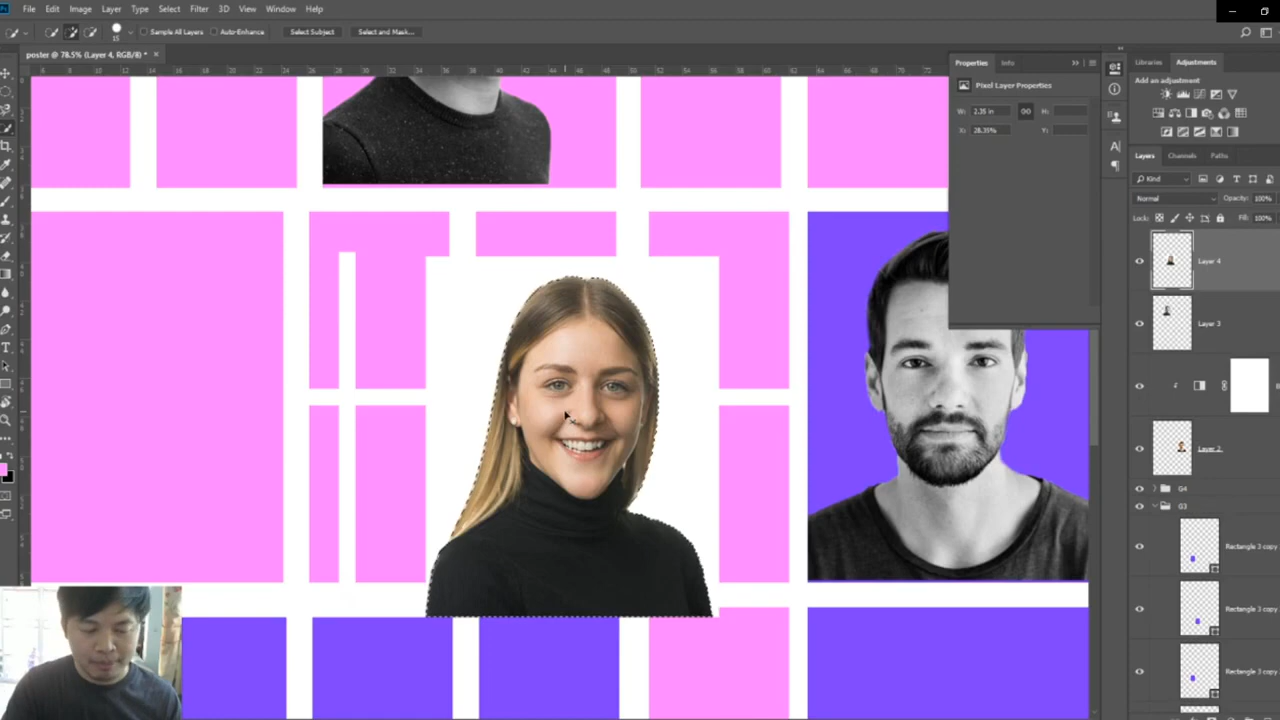 File Edit Image Layer Type Select Filter 3D View Window Help
15 Sample All Layers Auto-Enhance Select Subject Select and Mask...
poster @ 78.5% (Layer 4, RGB/8) *
Properties Info
Pixel Layer Properties
W: 2.35 in H:
X: 28.35% Y:
Libraries Adjustments
Add an adjustment
Layers Channels Paths
Kind
Normal Opacity: 100%
Lock: Fill: 100%
Layer 4
Layer 3
Layer 2
G4
G3
Rectangle 3 copy
Rectangle 3 copy
Rectangle 3 copy